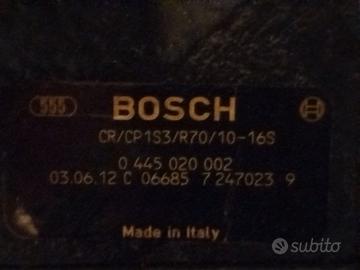 555 BOSCH
CR/CP1S3/R70/10-16S
0 445 020 002
03.06.12 C 06685 7 247023 9
Made in Italy
subito